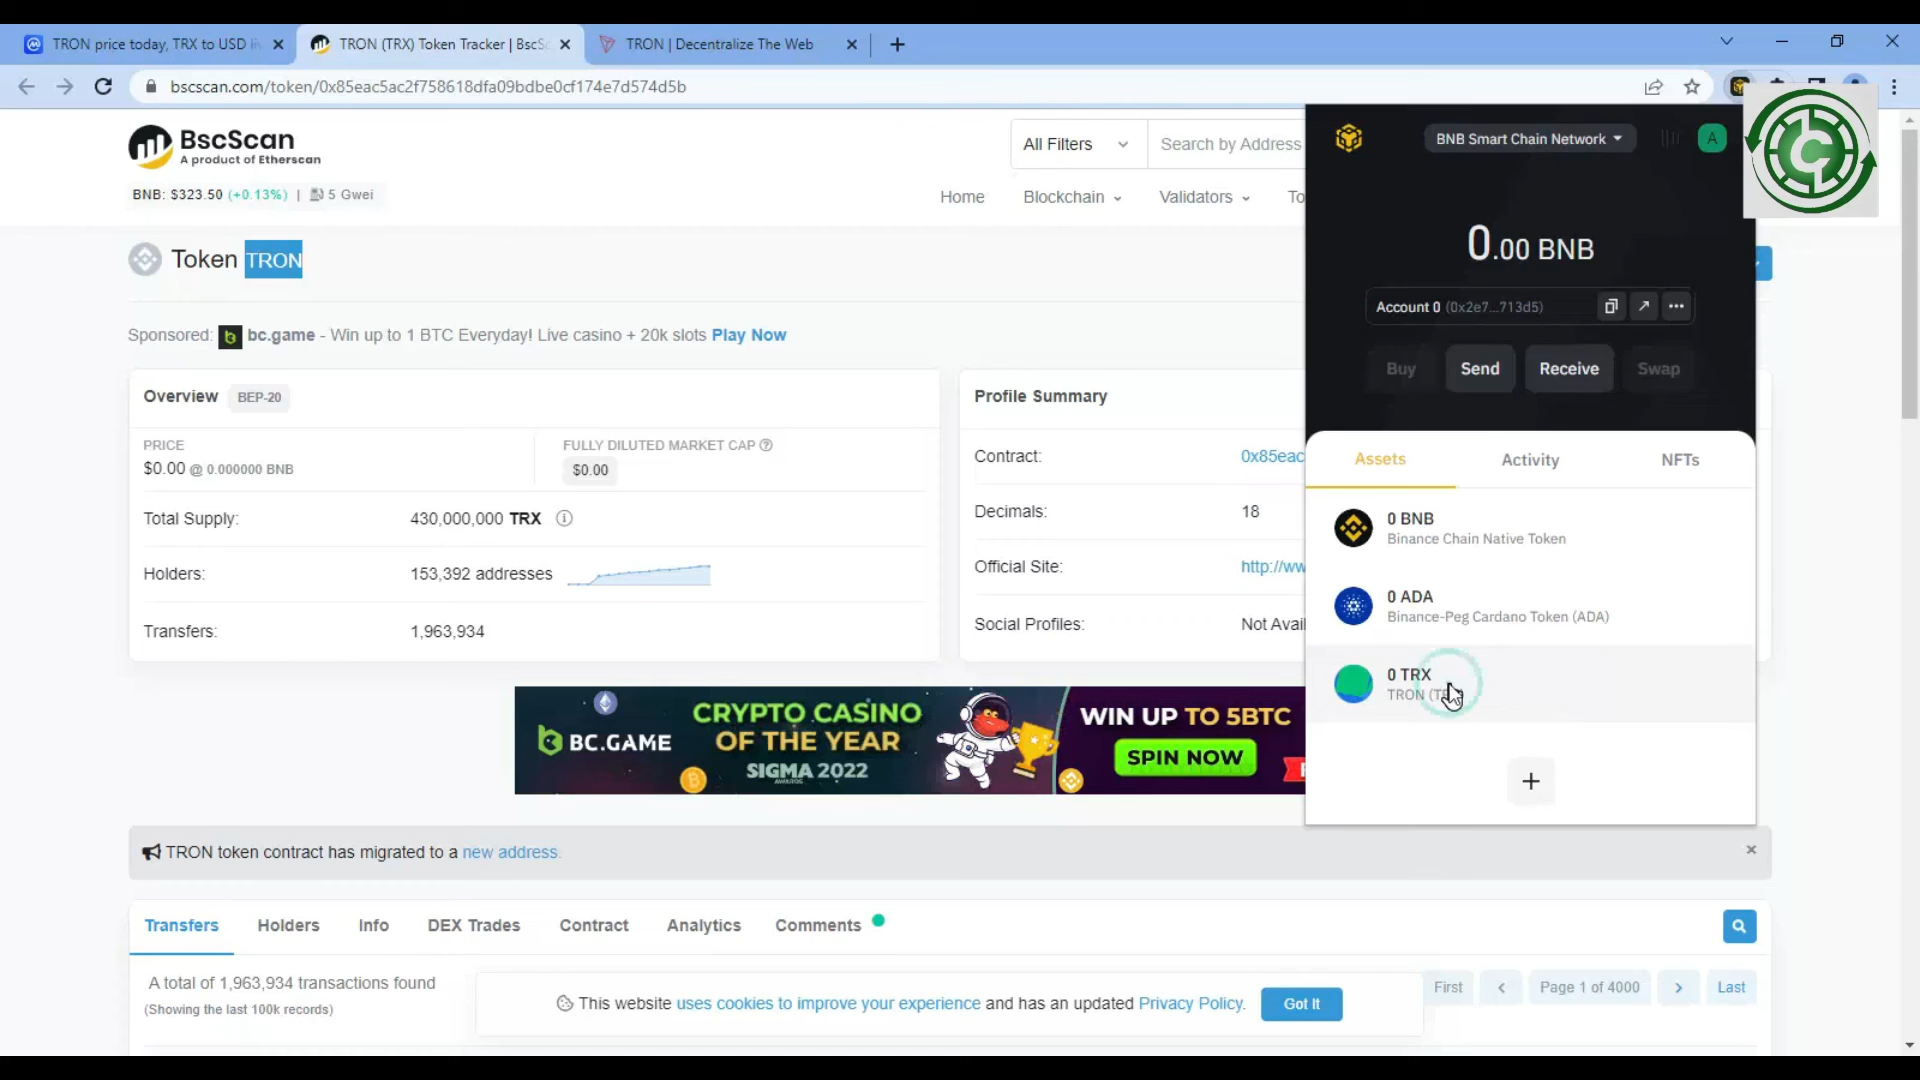 TRON price today, TRX to USD li
TRON (TRX) Token Tracker | BscSc
TRON | Decentralize The Web
bscscan.com/token/0x85eac5ac2f758618dfa09bdbe0cf174e7d574d5b
BscScan
A product of Etherscan
BNB: $323.50 (+0.13%) | 5 Gwei
All Filters
Search by Address
Home
Blockchain
Validators
To
Token TRON
Sponsored: bc.game - Win up to 1 BTC Everyday! Live casino + 20k slots Play Now
Overview BEP-20
PRICE
$0.00 @ 0.000000 BNB
FULLY DILUTED MARKET CAP
$0.00
Total Supply: 430,000,000 TRX
Holders: 153,392 addresses
Transfers: 1,963,934
Profile Summary
Contract: 0x85eac
Decimals: 18
Official Site: http://ww
Social Profiles: Not Avai
BNB Smart Chain Network
A
0.00 BNB
Account 0 (0x2e7...713d5)
Buy
Send
Receive
Swap
Assets
Activity
NFTs
0 BNB
Binance Chain Native Token
0 ADA
Binance-Peg Cardano Token (ADA)
0 TRX
TRON
+
BC.GAME
CRYPTO CASINO
OF THE YEAR
SIGMA 2022
AWARDS
WIN UP TO 5BTC
SPIN NOW
TRON token contract has migrated to a new address.
Transfers
Holders
Info
DEX Trades
Contract
Analytics
Comments
A total of 1,963,934 transactions found
(Showing the last 100k records)
This website uses cookies to improve your experience and has an updated Privacy Policy.
Got It
First
Page 1 of 4000
Last